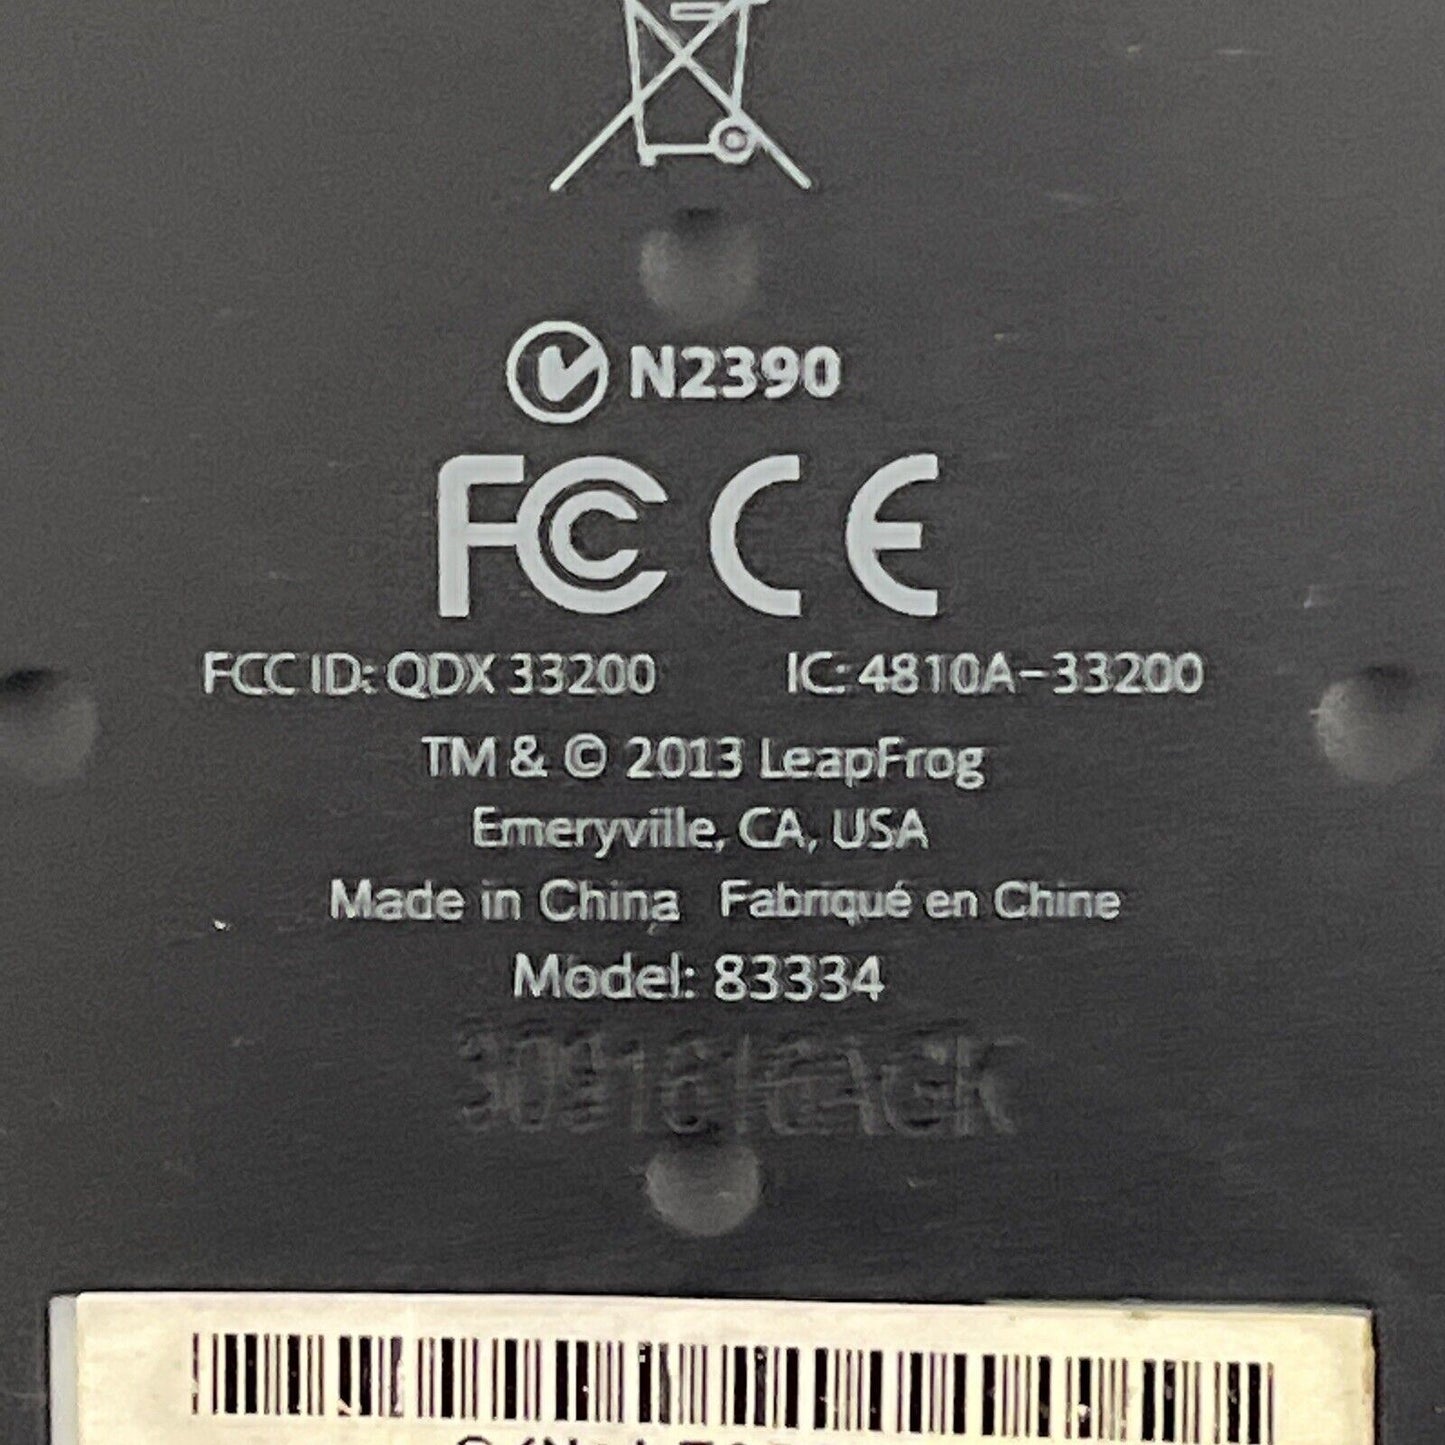 N2390
FC CE
FCC ID: QDX 33200 IC: 4810A-33200
TM & © 2013 LeapFrog
Emeryville, CA, USA
Made in China Fabriqué en Chine
Model: 83334